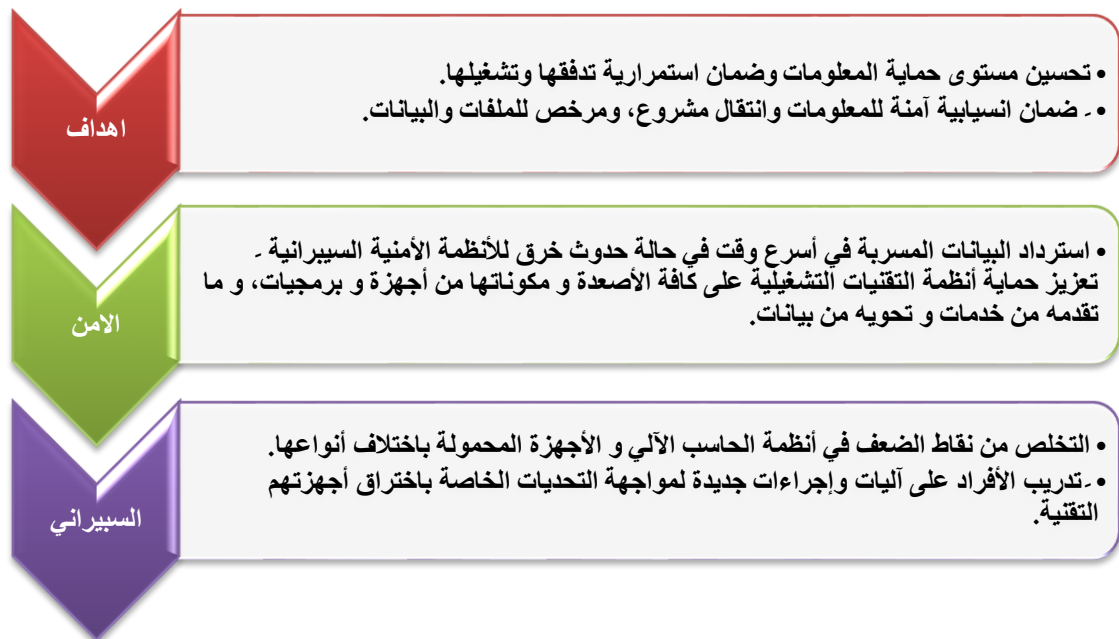 اهداف
• تحسين مستوى حماية المعلومات وضمان استمرارية تدفقها وتشغيلها.
• - ضمان انسيابية آمنة للمعلومات وانتقال مشروع، ومرخص للملفات والبيانات.
الامن
• استرداد البيانات المسربة في أسرع وقت في حالة حدوث خرق للأنظمة الأمنية السيبرانية -
تعزيز حماية أنظمة التقنيات التشغيلية على كافة الأصعدة و مكوناتها من أجهزة و برمجيات، و ما
تقدمه من خدمات و تحويه من بيانات.
السبيراني
• التخلص من نقاط الضعف في أنظمة الحاسب الآلي و الأجهزة المحمولة باختلاف أنواعها.
• -تدريب الأفراد على آليات وإجراءات جديدة لمواجهة التحديات الخاصة باختراق أجهزتهم
التقنية.